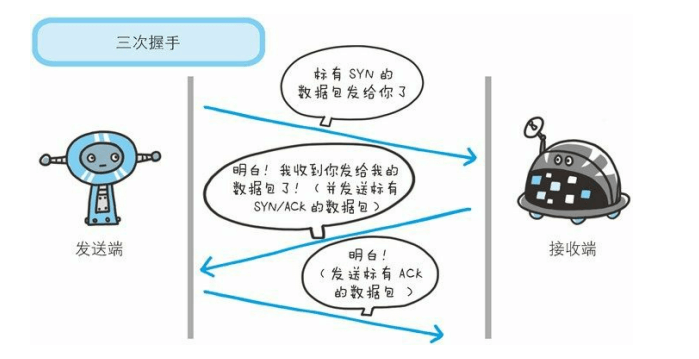 三次握手
标有 SYN 的
数据包发给你了
明白！我收到你发给我的
数据包了！（并发送标有
SYN/ACK 的数据包）
发送端
接收端
明白！
（发送标有 ACK
的数据包 ）